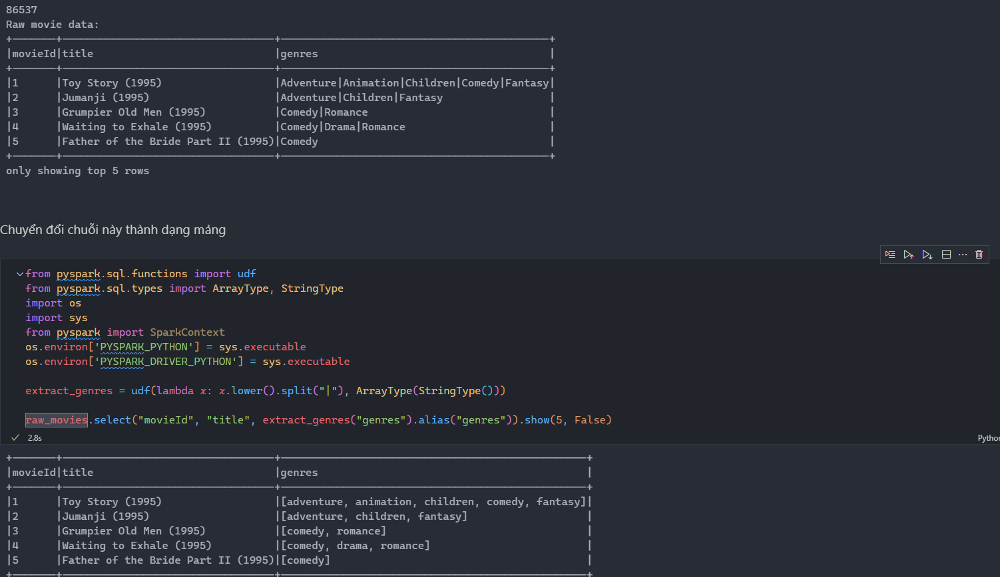 86537
Raw movie data:
+-------+----------------------------------+-------------------------------------------+
|movieId|title                             |genres                                     |
+-------+----------------------------------+-------------------------------------------+
|1      |Toy Story (1995)                  |Adventure|Animation|Children|Comedy|Fantasy|
|2      |Jumanji (1995)                    |Adventure|Children|Fantasy                 |
|3      |Grumpier Old Men (1995)           |Comedy|Romance                             |
|4      |Waiting to Exhale (1995)          |Comedy|Drama|Romance                       |
|5      |Father of the Bride Part II (1995)|Comedy                                     |
+-------+----------------------------------+-------------------------------------------+
only showing top 5 rows
Chuyển đổi chuỗi này thành dạng mảng
from pyspark.sql.functions import udf
from pyspark.sql.types import ArrayType, StringType
import os
import sys
from pyspark import SparkContext
os.environ['PYSPARK_PYTHON'] = sys.executable
os.environ['PYSPARK_DRIVER_PYTHON'] = sys.executable
extract_genres = udf(lambda x: x.lower().split("|"), ArrayType(StringType()))
raw_movies.select("movieId", "title", extract_genres("genres").alias("genres")).show(5, False)
2.8s
Python
+-------+----------------------------------+-------------------------------------------------+
|movieId|title                             |genres                                           |
+-------+----------------------------------+-------------------------------------------------+
|1      |Toy Story (1995)                  |[adventure, animation, children, comedy, fantasy]|
|2      |Jumanji (1995)                    |[adventure, children, fantasy]                   |
|3      |Grumpier Old Men (1995)           |[comedy, romance]                                |
|4      |Waiting to Exhale (1995)          |[comedy, drama, romance]                         |
|5      |Father of the Bride Part II (1995)|[comedy]                                         |
+-------+----------------------------------+-------------------------------------------------+